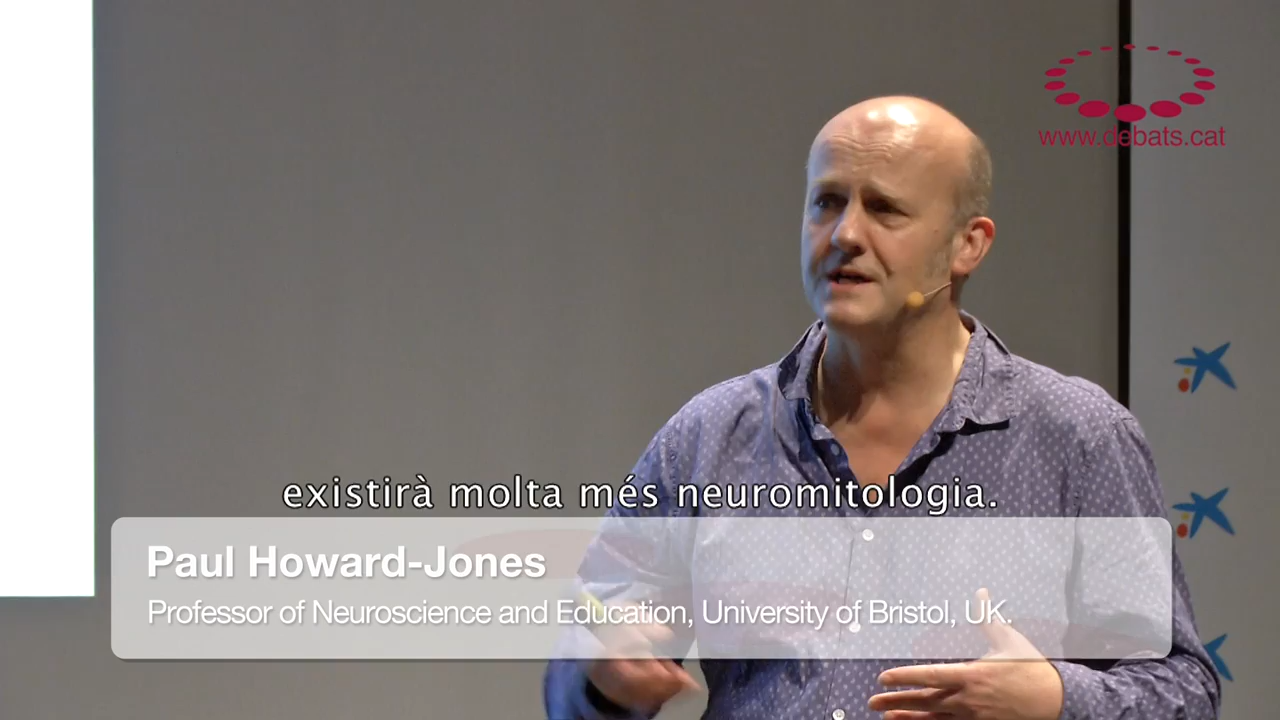 www.debats.cat
existirà molta més neuromitologia.
Paul Howard-Jones
Professor of Neuroscience and Education, University of Bristol, UK.